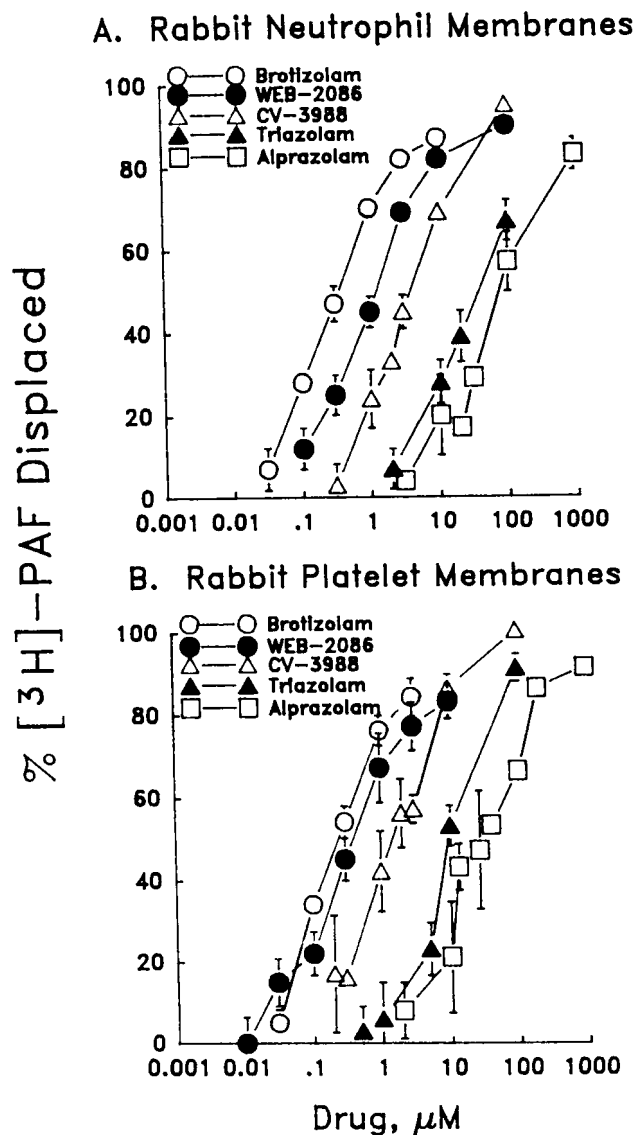 A. Rabbit Neutrophil Membranes
Brotizolam
WEB-2086
CV-3988
Triazolam
Alprazolam
100
80
60
40
20
0
0.001 0.01 0.1 1 10 100 1000
% [3H]-PAF Displaced
B. Rabbit Platelet Membranes
Brotizolam
WEB-2086
CV-3988
Triazolam
Alprazolam
100
80
60
40
20
0
0.001 0.01 .1 1 10 100 1000
Drug, µM